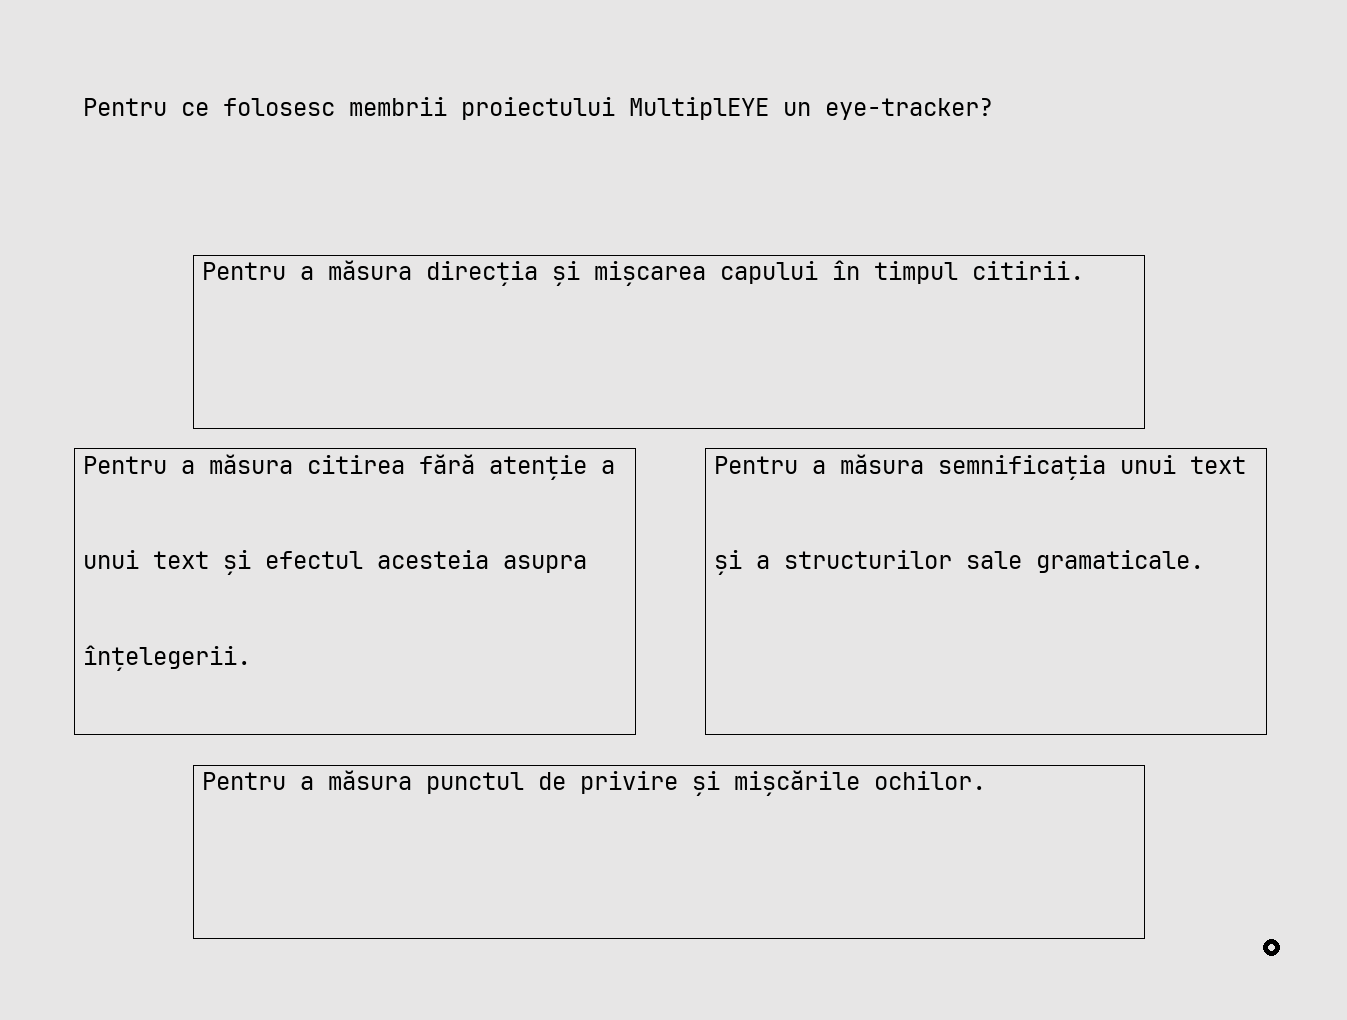 Pentru ce folosesc membrii proiectului MultiplEYE un eye-tracker?
Pentru a măsura direcția și mișcarea capului în timpul citirii.
Pentru a măsura citirea fără atenție a
unui text și efectul acesteia asupra
înțelegerii.
Pentru a măsura semnificația unui text
și a structurilor sale gramaticale.
Pentru a măsura punctul de privire și mișcările ochilor.